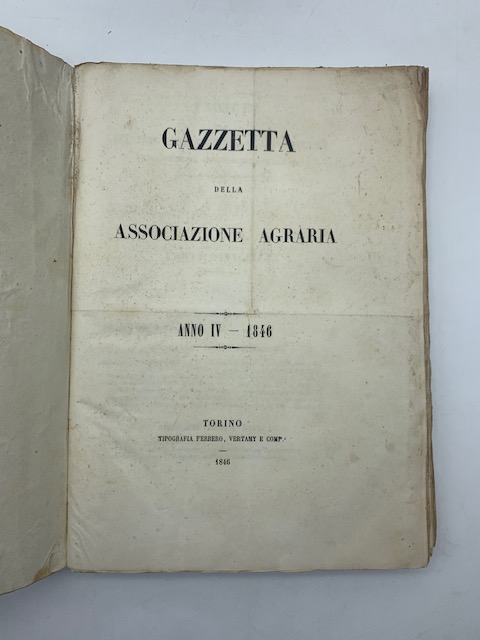 GAZZETTA
DELLA
ASSOCIAZIONE AGRARIA
ANNO IV — 1846
TORINO
TIPOGRAFIA FERRERO, VERTAMY E COMP.
1846